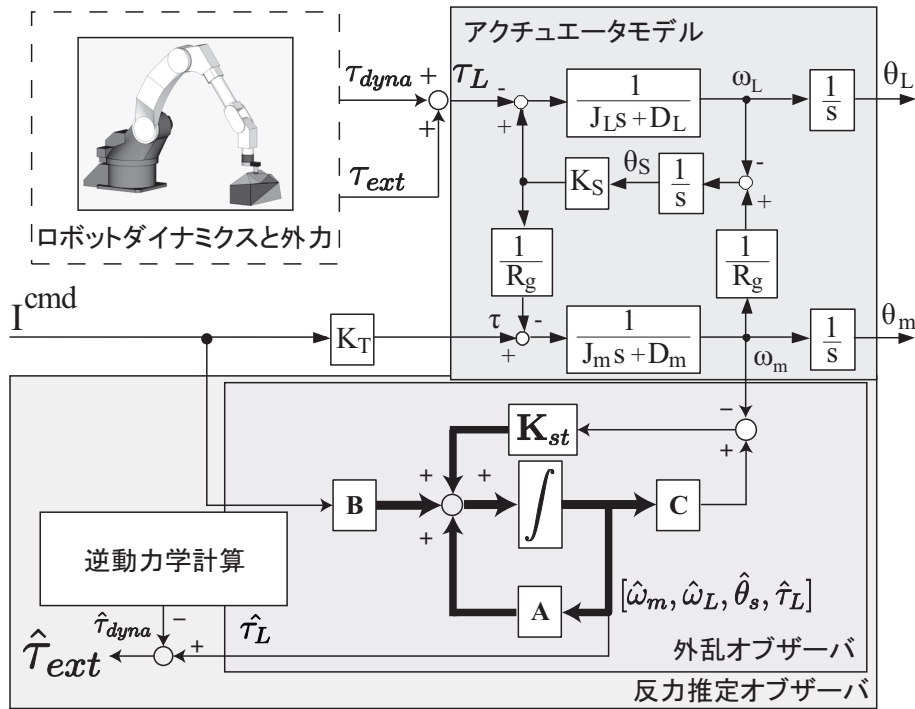 アクチュエータモデル
τ_dyna + τ_L - 1 / (J_L s + D_L) ω_L 1/s θ_L
+ +
τ_ext K_S θ_S 1/s - +
ロボットダイナミクスと外力
1/R_g 1/R_g
I^cmd K_T τ + - 1 / (J_m s + D_m) ω_m 1/s θ_m
K_st − +
+ + +
B ∫ C
逆動力学計算
A [ω̂_m, ω̂_L, θ̂_s, τ̂_L]
τ̂_dyna − τ̂_L
τ̂_ext +
外乱オブザーバ
反力推定オブザーバ